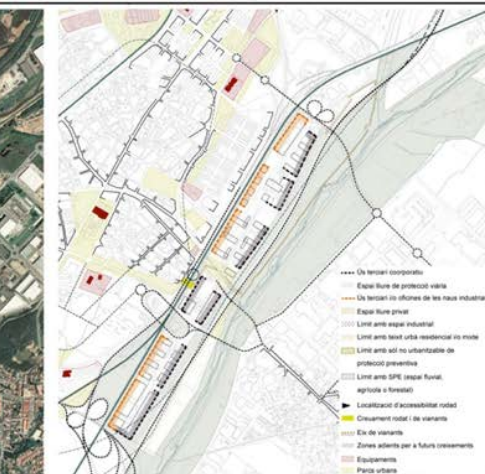 Ús terciari coorporatiu
Espai lliure de protecció viària
Ús terciari i/o oficines de les naus industrials
Espai lliure privat
Límit amb espai industrial
Límit amb teixit urbà residencial i/o mixte
Límit amb sòl no urbanitzable de
protecció preventiva
Límit amb SPE (espai fluvial,
agrícola o forestal)
Localització d'accessibilitat rodad
Creuament rodat i de vianants
Eix de vianants
Zones adients per a futurs creixements
Equipaments
Parcs urbans